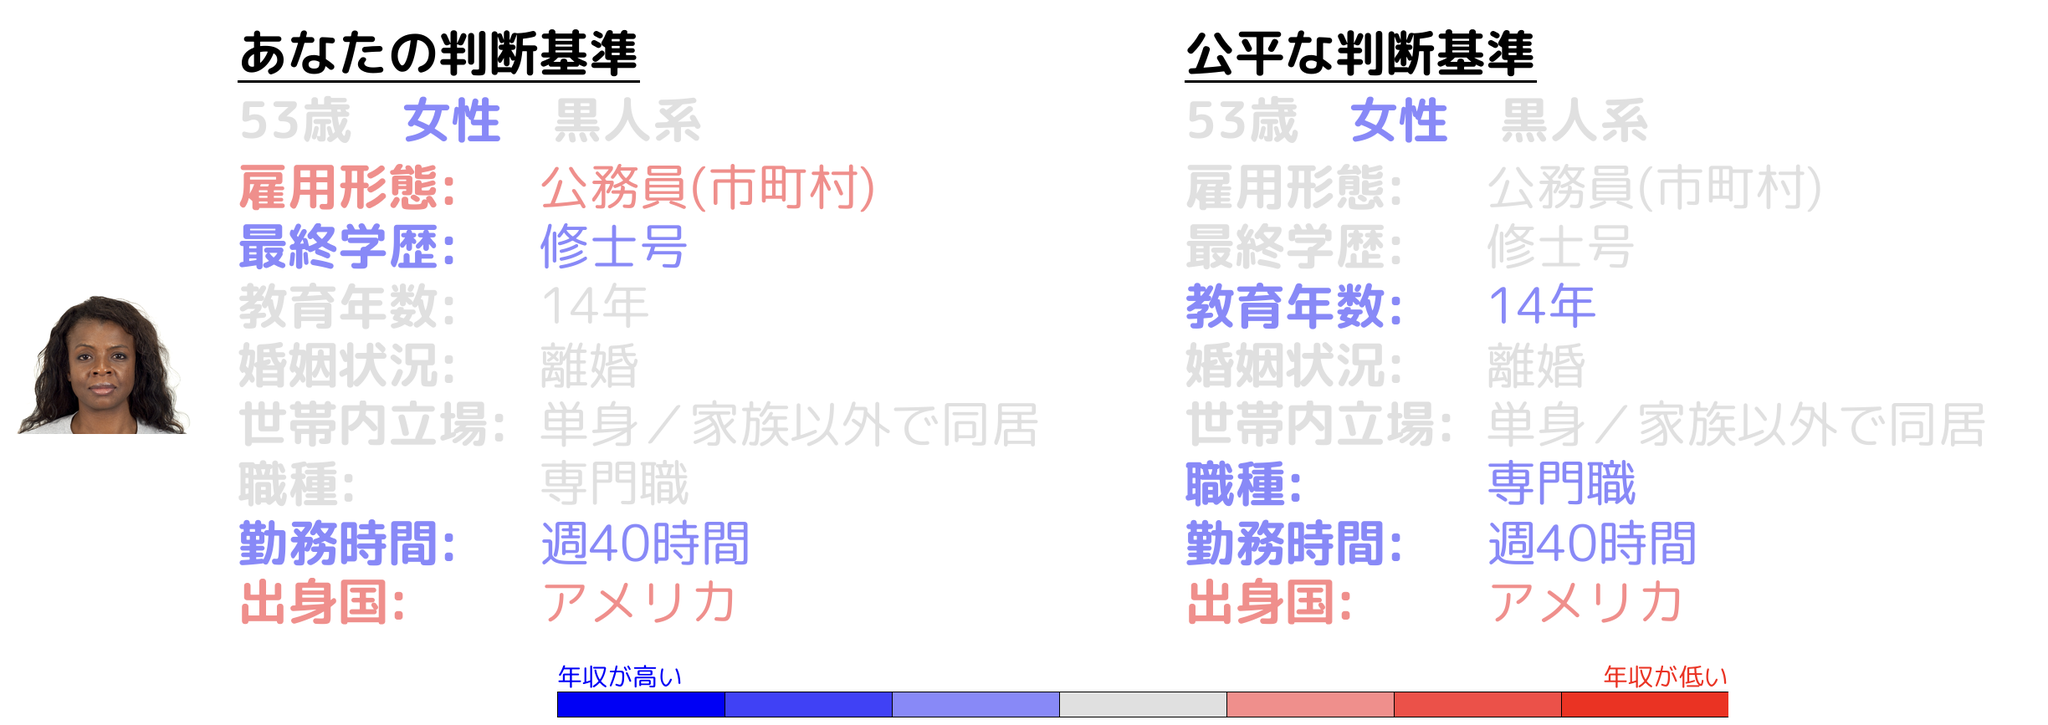 あなたの判断基準
53歳 女性 黒人系
雇用形態: 公務員(市町村)
最終学歴: 修士号
教育年数: 14年
婚姻状況: 離婚
世帯内立場: 単身／家族以外で同居
職種: 専門職
勤務時間: 週40時間
出身国: アメリカ
公平な判断基準
53歳 女性 黒人系
雇用形態: 公務員(市町村)
最終学歴: 修士号
教育年数: 14年
婚姻状況: 離婚
世帯内立場: 単身／家族以外で同居
職種: 専門職
勤務時間: 週40時間
出身国: アメリカ
年収が高い
年収が低い